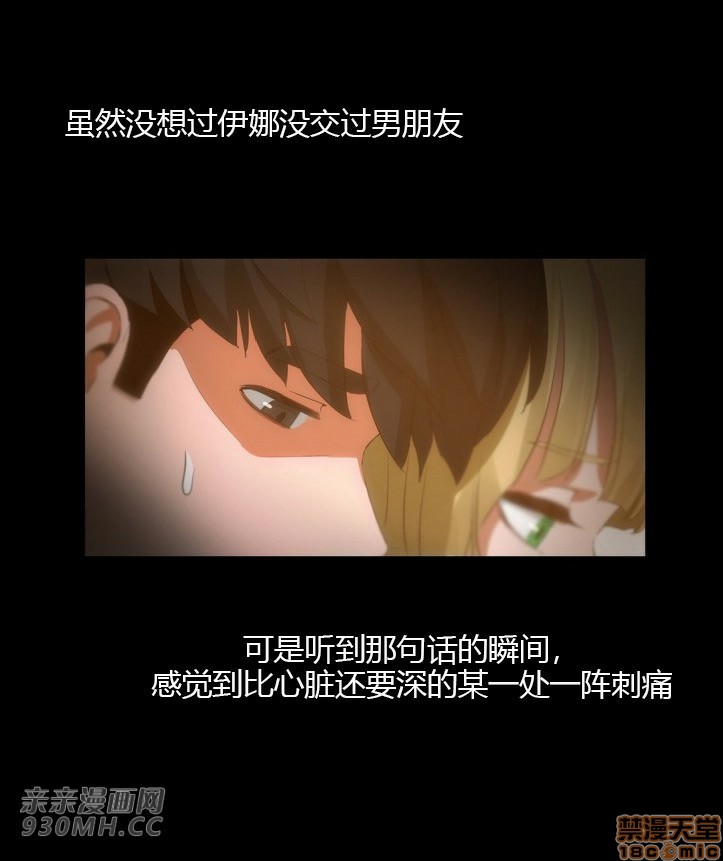 虽然没想过伊娜没交过男朋友
可是听到那句话的瞬间，
感觉到比心脏还要深的某一处一阵刺痛
亲亲漫画网
930MH.CC
禁漫天堂
18comic